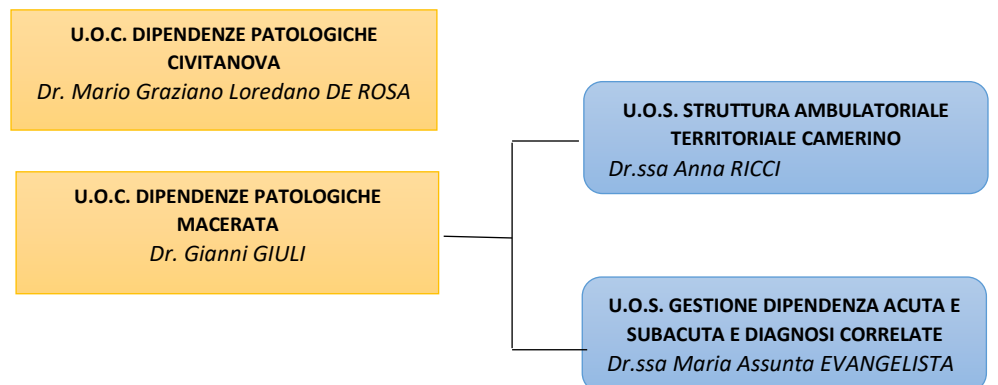 U.O.C. DIPENDENZE PATOLOGICHE
CIVITANOVA
Dr. Mario Graziano Loredano DE ROSA
U.O.C. DIPENDENZE PATOLOGICHE
MACERATA
Dr. Gianni GIULI
U.O.S. STRUTTURA AMBULATORIALE
TERRITORIALE CAMERINO
Dr.ssa Anna RICCI
U.O.S. GESTIONE DIPENDENZA ACUTA E
SUBACUTA E DIAGNOSI CORRELATE
Dr.ssa Maria Assunta EVANGELISTA